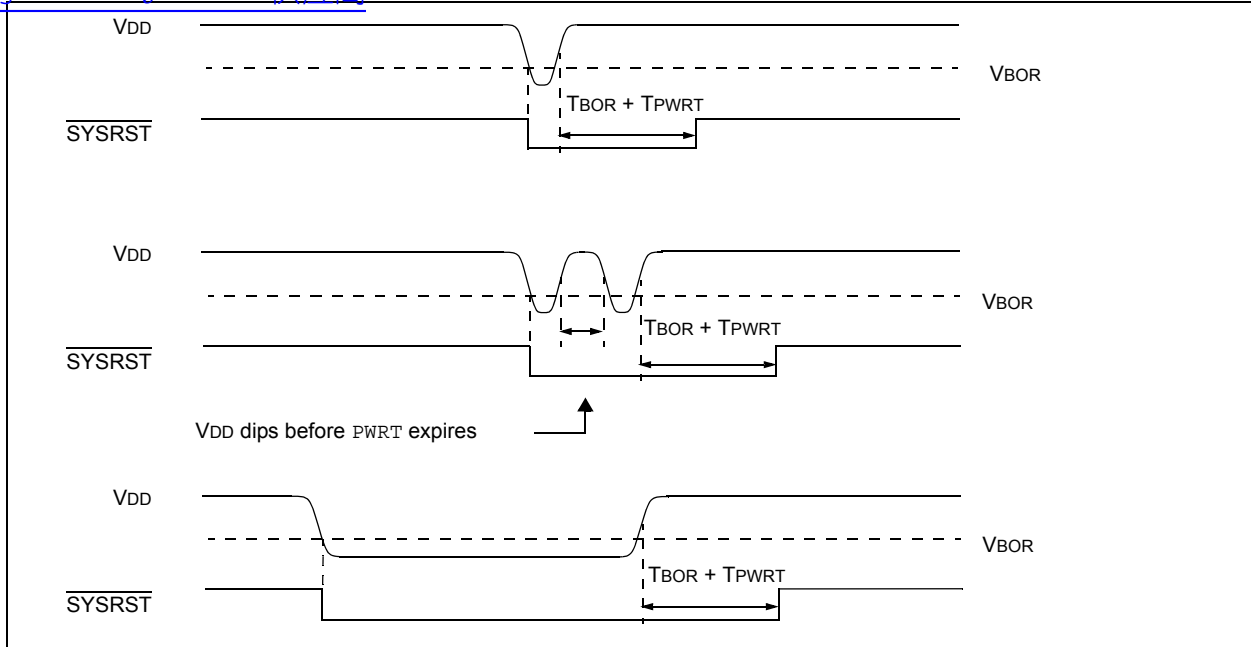 VDD
VBOR
TBOR + TPWRT
SYSRST
VDD
VBOR
TBOR + TPWRT
SYSRST
VDD dips before PWRT expires
VDD
VBOR
TBOR + TPWRT
SYSRST